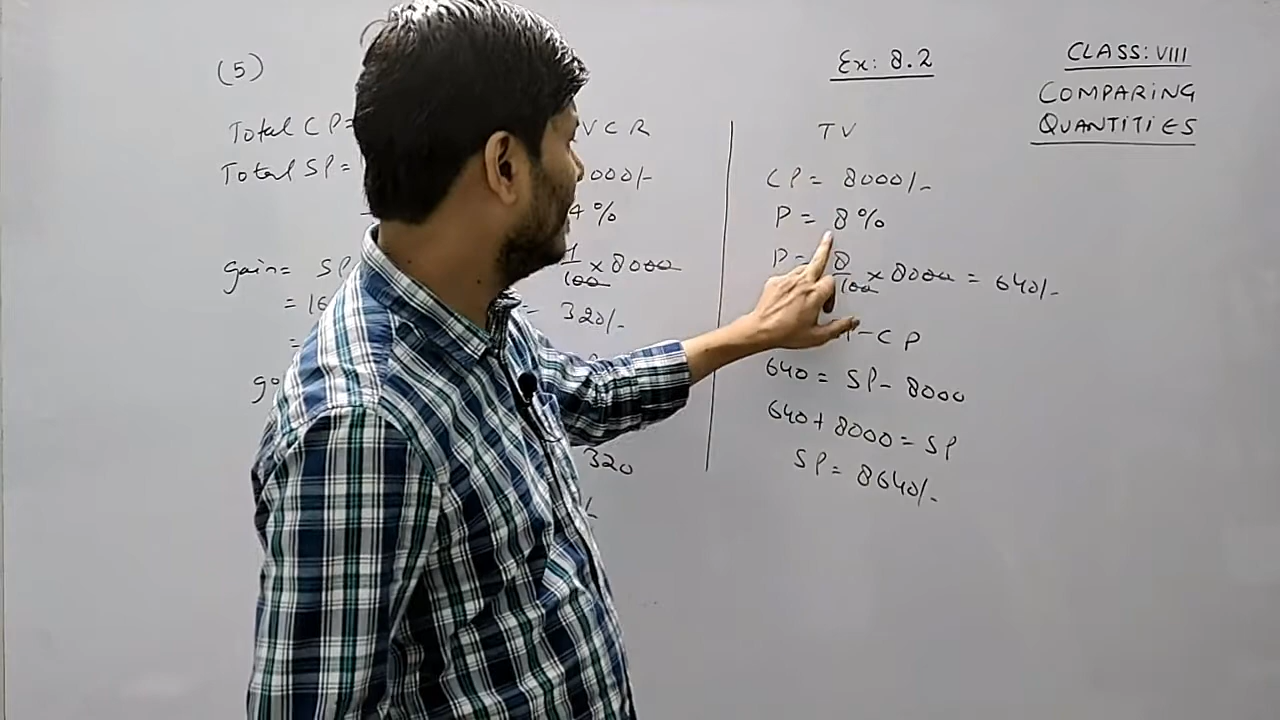 (5)
Total CP=
Total SP=
gain= SP
= 16
=
VCR
000/-
4%
1/100 × 8000
= 320/-
320
TV
CP = 8000/-
P = 8%
P = 8/100 × 8000 = 640/-
- CP
640 = SP - 8000
640 + 8000 = SP
SP = 8640/-
Ex: 8.2
CLASS: VIII
COMPARING
QUANTITIES